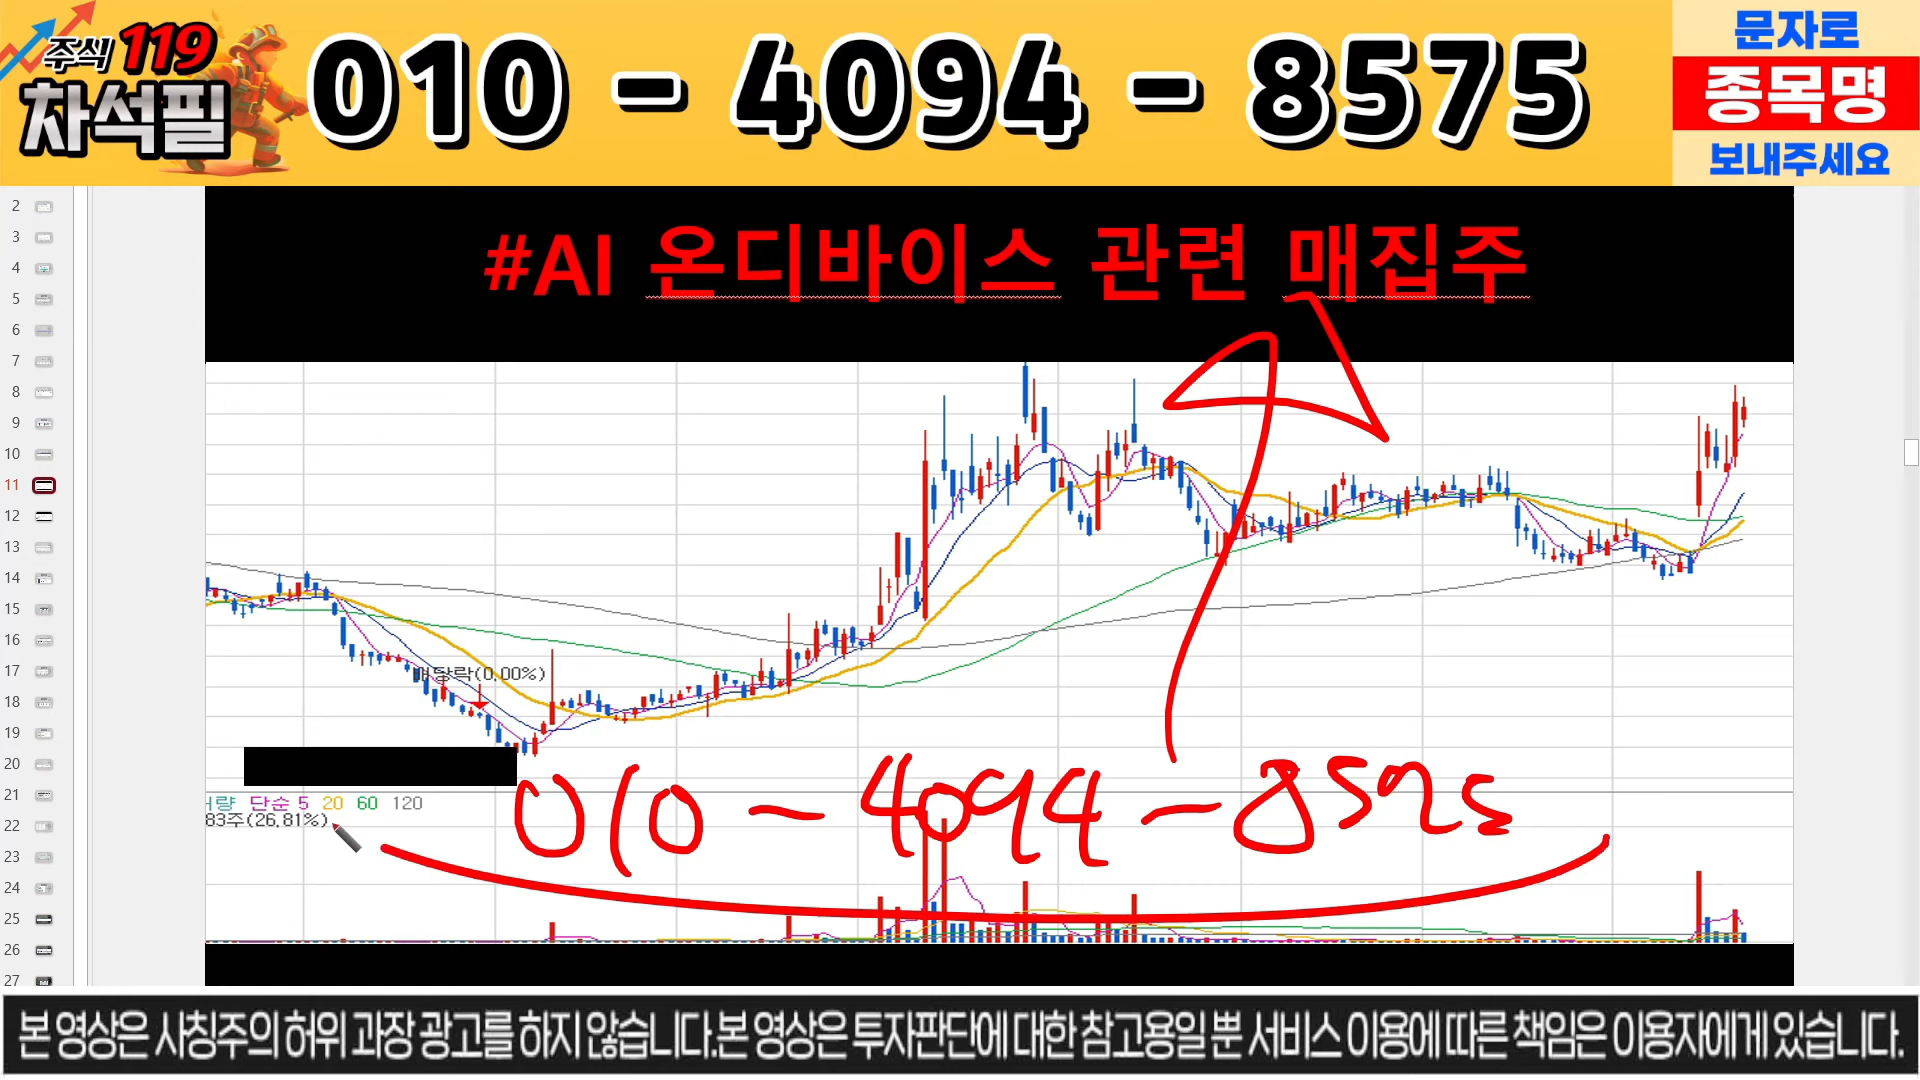 주식 119
차석필
010 - 4094 - 8575
문자로
종목명
보내주세요
#AI 온디바이스 관련 매집주
2
3
4
5
6
7
8
9
10
11
12
13
14
15
16
17
18
19
20
21
22
23
24
25
26
27
배당락(0,00%)
단순 5 20 60 120
83주(26,81%)
010 - 4094 - 8575
본 영상은 사칭주의 허위 과장 광고를 하지 않습니다.본 영상은 투자판단에 대한 참고용일 뿐 서비스 이용에 따른 책임은 이용자에게 있습니다.